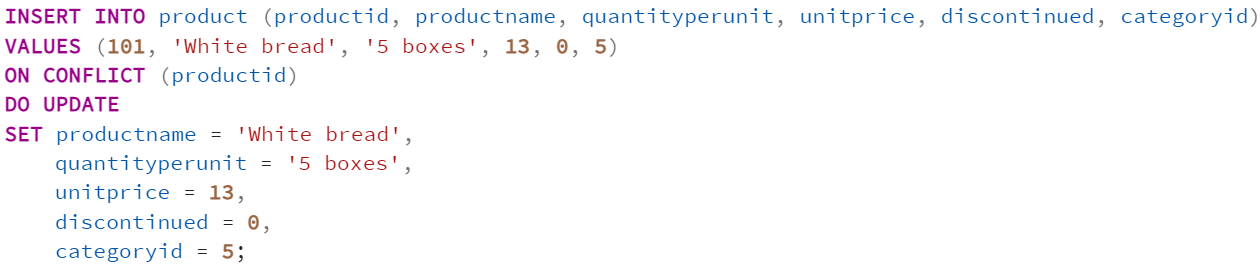 INSERT INTO product (productid, productname, quantityperunit, unitprice, discontinued, categoryid)
VALUES (101, 'White bread', '5 boxes', 13, 0, 5)
ON CONFLICT (productid)
DO UPDATE
SET productname = 'White bread',
    quantityperunit = '5 boxes',
    unitprice = 13,
    discontinued = 0,
    categoryid = 5;